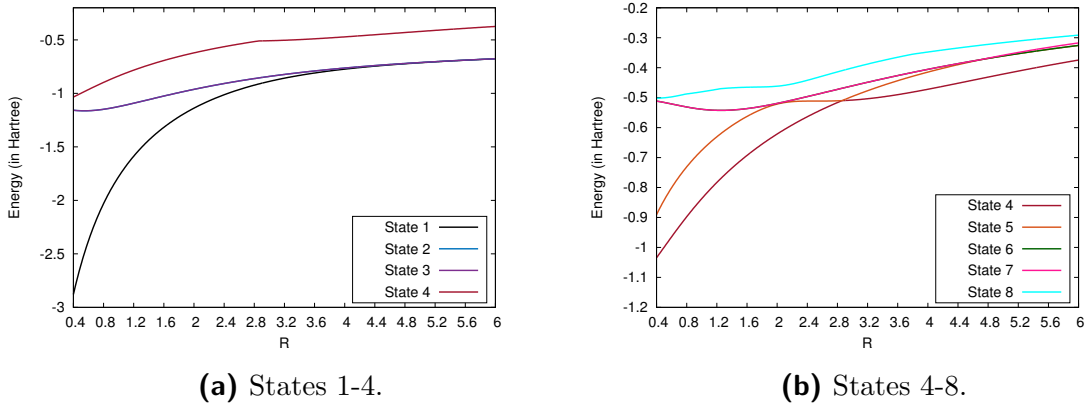 -0.5
-1
-1.5
-2
-2.5
-3
0.4 0.8 1.2 1.6 2 2.4 2.8 3.2 3.6 4 4.4 4.8 5.2 5.6 6
Energy (in Hartree)
R
State 1
State 2
State 3
State 4
(a) States 1-4.
-0.2
-0.3
-0.4
-0.5
-0.6
-0.7
-0.8
-0.9
-1
-1.1
-1.2
0.4 0.8 1.2 1.6 2 2.4 2.8 3.2 3.6 4 4.4 4.8 5.2 5.6 6
Energy (in Hartree)
R
State 4
State 5
State 6
State 7
State 8
(b) States 4-8.